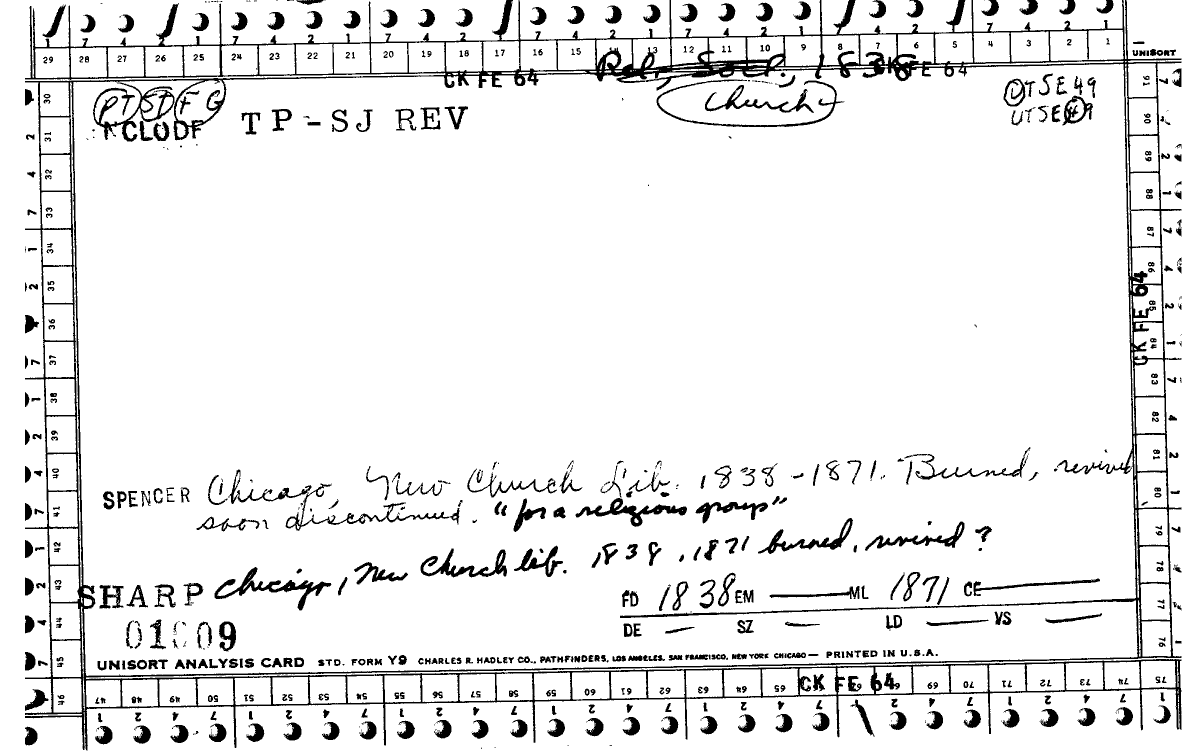 1 7 4 2 1 7 4 2 1 7 4 2 1 7 4 2 1 7 4 2 1 7 4 2 1
29 28 27 26 25 24 23 22 21 20 19 18 17 16 15 14 13 12 11 10 9 8 7 6 5 4 3 2 1 UNISORT
CK FE 64 Rel. Socs., 1838 CK FE 64
PT ST F G Church UTSE49
TP-SJ REV UTSE49
30 31 32 33 34 35 36 37 38 39 40 41 42 43 44 45 46
91 90 89 88 87 86 85 84 83 82 81 80 79 78 77 76
CK FE 64
SPENCER Chicago, New Church Lib. 1838-1871. Burned, revived
soon discontinued. "for a religious group"
SHARP Chicago, New Church lib. 1838, 1871 burned, revived?
FD 1838 EM — ML 1871 CE —
01809 DE — SZ — LD — VS —
UNISORT ANALYSIS CARD STD. FORM Y9 CHARLES R. HADLEY CO., PATHFINDERS, LOS ANGELES, SAN FRANCISCO, NEW YORK CHICAGO — PRINTED IN U.S.A.
CK FE 64
47 48 49 50 51 52 53 54 55 56 57 58 59 60 61 62 63 64 65 69 70 71 72 73 74 75